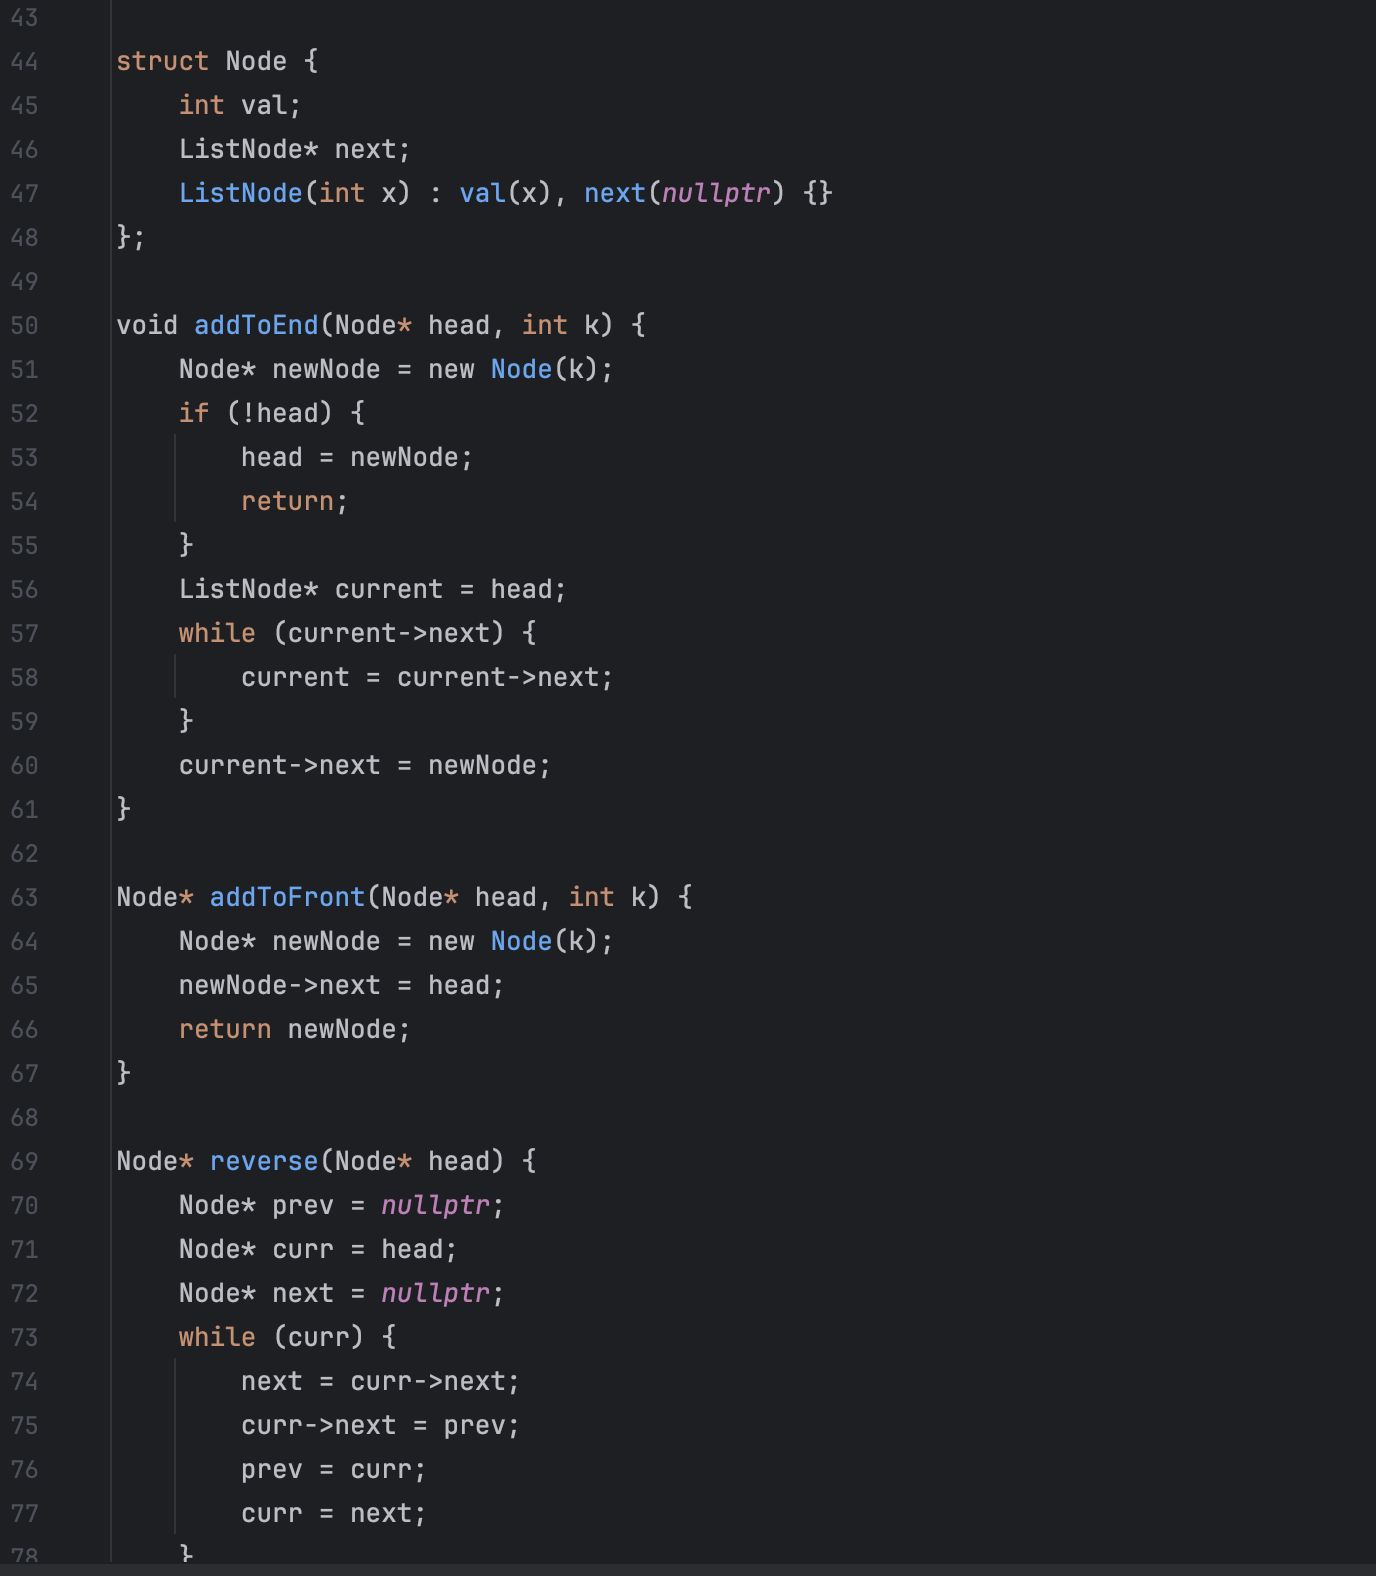 43
44 struct Node {
45     int val;
46     ListNode* next;
47     ListNode(int x) : val(x), next(nullptr) {}
48 };
49
50 void addToEnd(Node* head, int k) {
51     Node* newNode = new Node(k);
52     if (!head) {
53         head = newNode;
54         return;
55     }
56     ListNode* current = head;
57     while (current->next) {
58         current = current->next;
59     }
60     current->next = newNode;
61 }
62
63 Node* addToFront(Node* head, int k) {
64     Node* newNode = new Node(k);
65     newNode->next = head;
66     return newNode;
67 }
68
69 Node* reverse(Node* head) {
70     Node* prev = nullptr;
71     Node* curr = head;
72     Node* next = nullptr;
73     while (curr) {
74         next = curr->next;
75         curr->next = prev;
76         prev = curr;
77         curr = next;
78     }